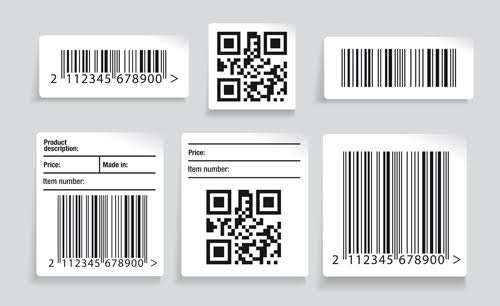 2 112345 678900 >
Product
description:
Price: Made in:
Item number:
2 112345 678900 >
Price:
Item number:
2 112345 678900 >